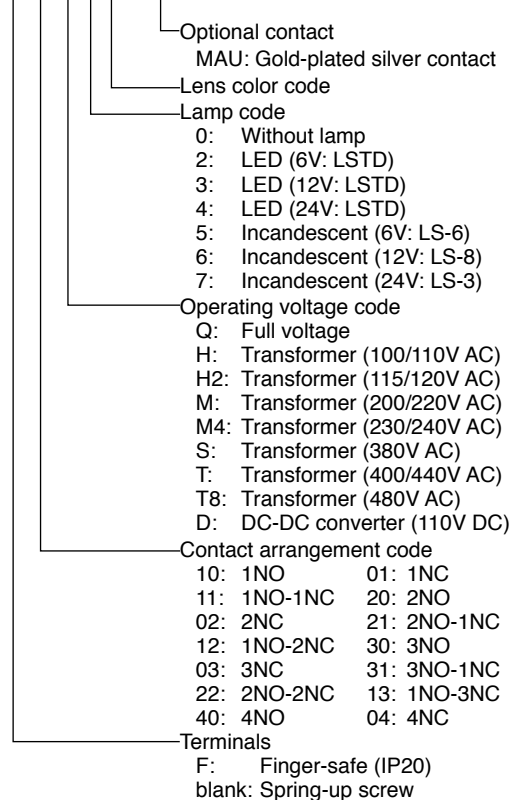 Optional contact
MAU: Gold-plated silver contact
Lens color code
Lamp code
0: Without lamp
2: LED (6V: LSTD)
3: LED (12V: LSTD)
4: LED (24V: LSTD)
5: Incandescent (6V: LS-6)
6: Incandescent (12V: LS-8)
7: Incandescent (24V: LS-3)
Operating voltage code
Q: Full voltage
H: Transformer (100/110V AC)
H2: Transformer (115/120V AC)
M: Transformer (200/220V AC)
M4: Transformer (230/240V AC)
S: Transformer (380V AC)
T: Transformer (400/440V AC)
T8: Transformer (480V AC)
D: DC-DC converter (110V DC)
Contact arrangement code
10: 1NO 01: 1NC
11: 1NO-1NC 20: 2NO
02: 2NC 21: 2NO-1NC
12: 1NO-2NC 30: 3NO
03: 3NC 31: 3NO-1NC
22: 2NO-2NC 13: 1NO-3NC
40: 4NO 04: 4NC
Terminals
F: Finger-safe (IP20)
blank: Spring-up screw